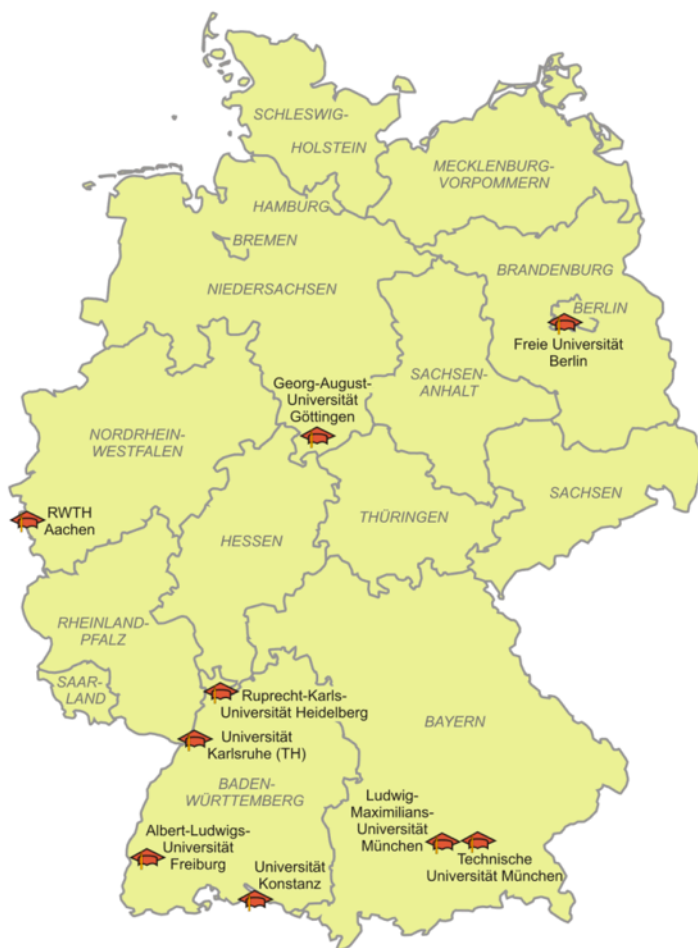 SCHLESWIG-
HOLSTEIN
MECKLENBURG-
VORPOMMERN
HAMBURG
BREMEN
NIEDERSACHSEN
BRANDENBURG
BERLIN
Freie Universität
Berlin
SACHSEN-
ANHALT
Georg-August-
Universität
Göttingen
NORDRHEIN-
WESTFALEN
RWTH
Aachen
HESSEN
THÜRINGEN
SACHSEN
RHEINLAND-
PFALZ
SAAR-
LAND
Ruprecht-Karls-
Universität Heidelberg
Universität
Karlsruhe (TH)
BAYERN
BADEN-
WÜRTTEMBERG
Ludwig-
Maximilians-
Universität
München
Technische
Universität München
Albert-Ludwigs-
Universität
Freiburg
Universität
Konstanz